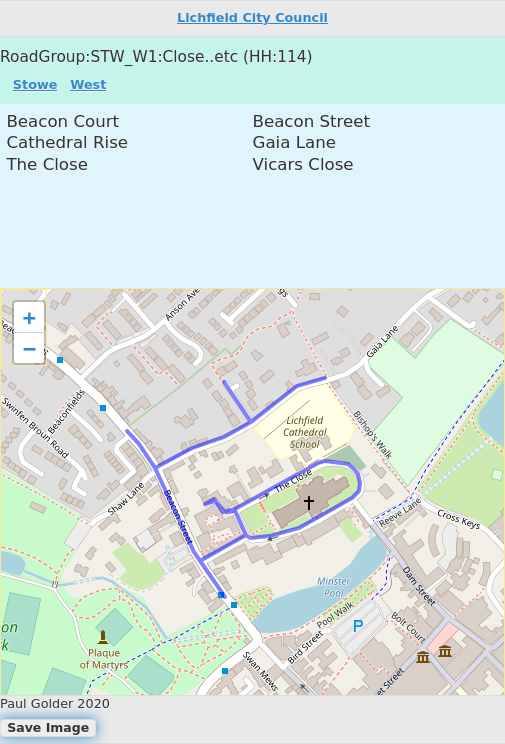 Lichfield City Council
RoadGroup:STW_W1:Close..etc (HH:114)
Stowe West
Beacon Court Beacon Street
Cathedral Rise Gaia Lane
The Close Vicars Close
+
−
Anson Ave
gs
Gaia Lane
Beaconfields
Swinfen Broun Road
Lichfield
Cathedral
School
Bishop's Walk
Shaw Lane
Beacon Street
The Close
Reeve Lane
Cross Keys
Minster
Pool
Dam Street
Pool Walk
Bolt Court
P
Bird Street
Swan Mews
et Street
on
k
Plaque
of Martyrs
Paul Golder 2020
Save Image